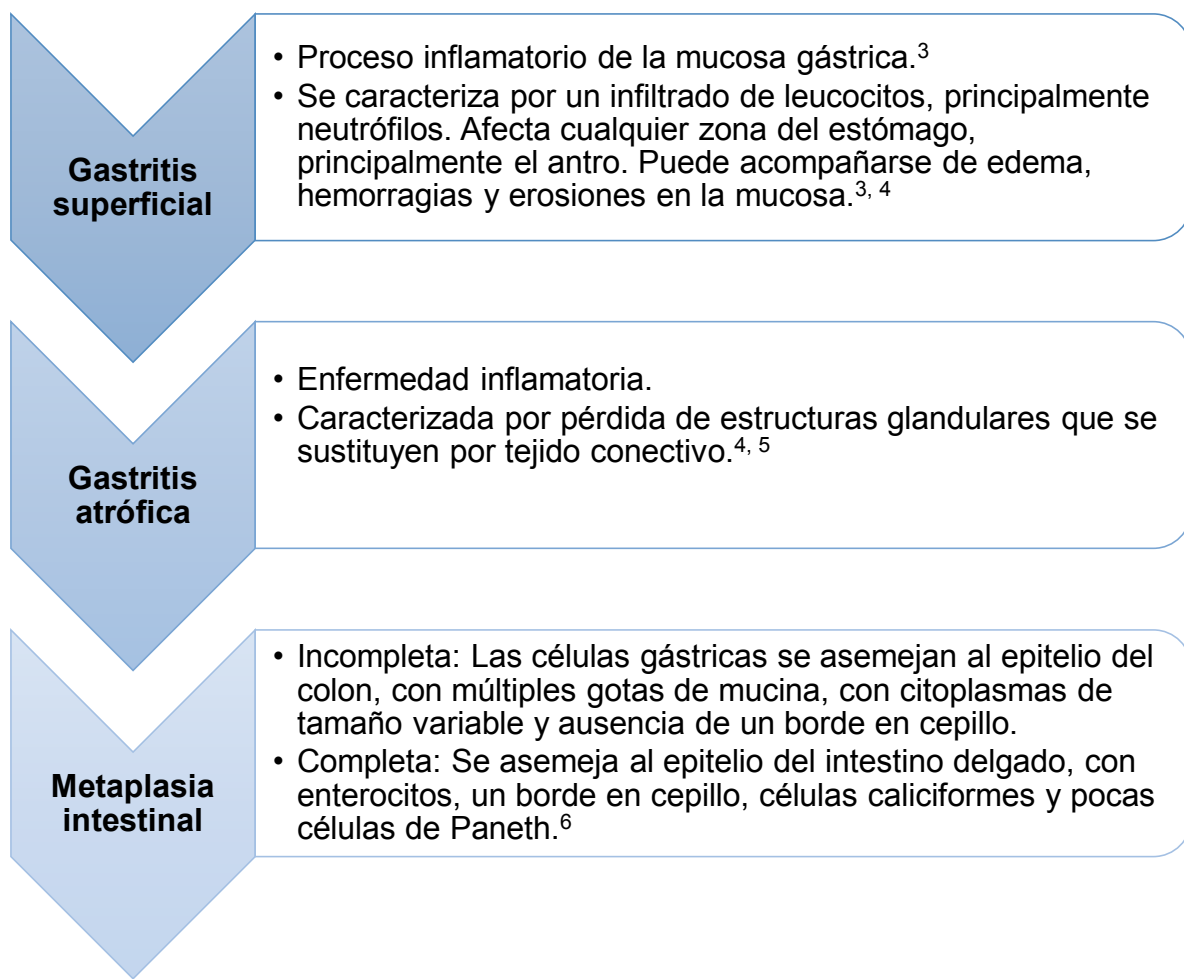 Gastritis
superficial
• Proceso inflamatorio de la mucosa gástrica.3
• Se caracteriza por un infiltrado de leucocitos, principalmente
neutrófilos. Afecta cualquier zona del estómago,
principalmente el antro. Puede acompañarse de edema,
hemorragias y erosiones en la mucosa.3, 4
Gastritis
atrófica
• Enfermedad inflamatoria.
• Caracterizada por pérdida de estructuras glandulares que se
sustituyen por tejido conectivo.4, 5
Metaplasia
intestinal
• Incompleta: Las células gástricas se asemejan al epitelio del
colon, con múltiples gotas de mucina, con citoplasmas de
tamaño variable y ausencia de un borde en cepillo.
• Completa: Se asemeja al epitelio del intestino delgado, con
enterocitos, un borde en cepillo, células caliciformes y pocas
células de Paneth.6